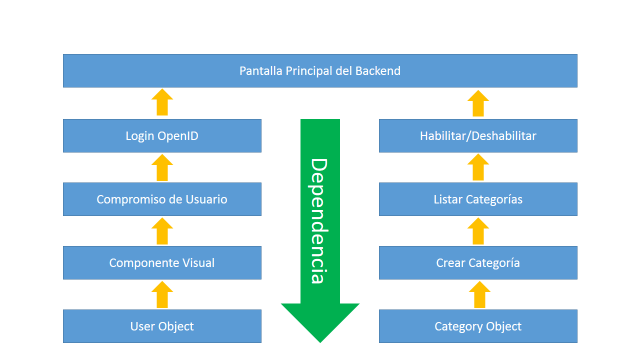 Pantalla Principal del Backend
Login OpenID
Compromiso de Usuario
Componente Visual
User Object
Dependencia
Habilitar/Deshabilitar
Listar Categorías
Crear Categoría
Category Object